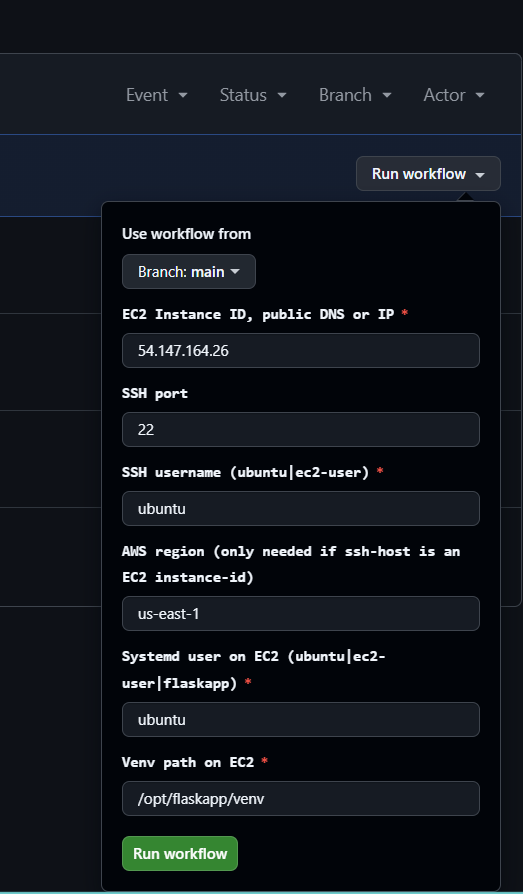 Event Status Branch Actor
Run workflow
Use workflow from
Branch: main
EC2 Instance ID, public DNS or IP *
54.147.164.26
SSH port
22
SSH username (ubuntu|ec2-user) *
ubuntu
AWS region (only needed if ssh-host is an
EC2 instance-id)
us-east-1
Systemd user on EC2 (ubuntu|ec2-
user|flaskapp) *
ubuntu
Venv path on EC2 *
/opt/flaskapp/venv
Run workflow